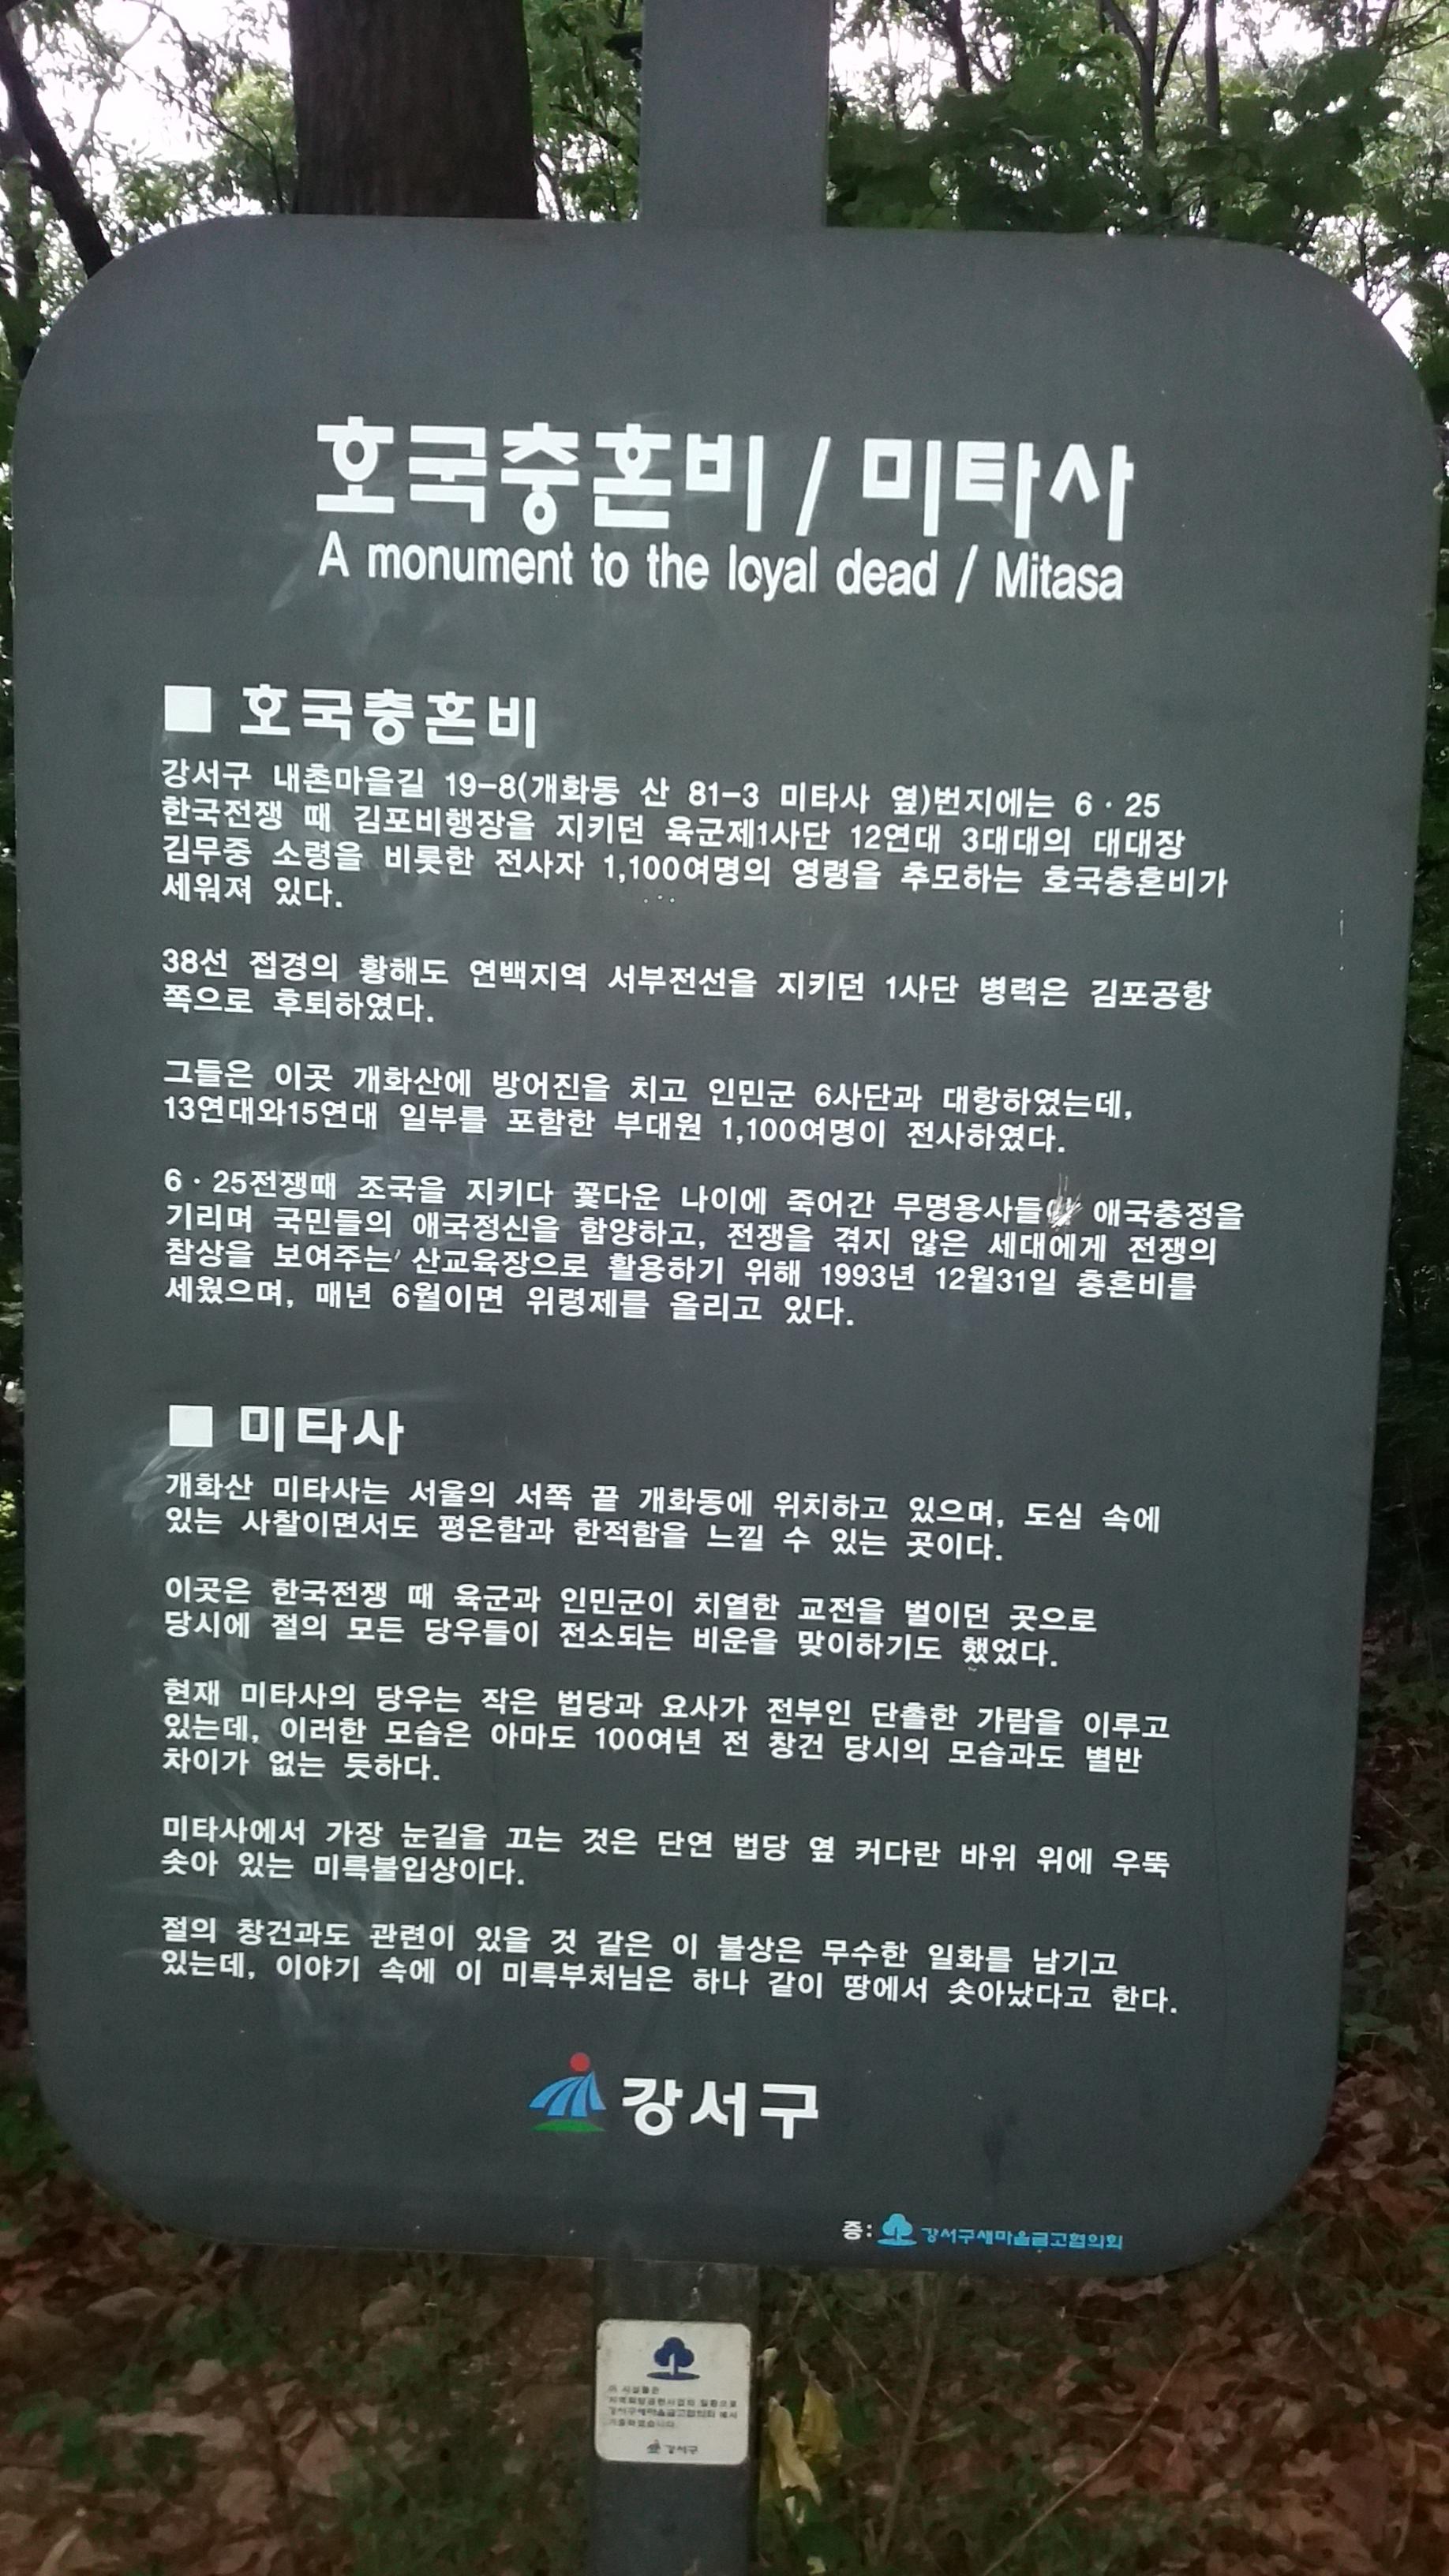 호국충혼비 / 미타사
A monument to the loyal dead / Mitasa
■ 호국충혼비
강서구 내촌마을길 19-8(개화동 산 81-3 미타사 옆)번지에는 6·25
한국전쟁 때 김포비행장을 지키던 육군제1사단 12연대 3대대의 대대장
김무중 소령을 비롯한 전사자 1,100여명의 영령을 추모하는 호국충혼비가
세워져 있다.
38선 접경의 황해도 연백지역 서부전선을 지키던 1사단 병력은 김포공항
쪽으로 후퇴하였다.
그들은 이곳 개화산에 방어진을 치고 인민군 6사단과 대항하였는데,
13연대와15연대 일부를 포함한 부대원 1,100여명이 전사하였다.
6·25전쟁때 조국을 지키다 꽃다운 나이에 죽어간 무명용사들 애국충정을
기리며 국민들의 애국정신을 함양하고, 전쟁을 겪지 않은 세대에게 전쟁의
참상을 보여주는 산교육장으로 활용하기 위해 1993년 12월31일 충혼비를
세웠으며, 매년 6월이면 위령제를 올리고 있다.
■ 미타사
개화산 미타사는 서울의 서쪽 끝 개화동에 위치하고 있으며, 도심 속에
있는 사찰이면서도 평온함과 한적함을 느낄 수 있는 곳이다.
이곳은 한국전쟁 때 육군과 인민군이 치열한 교전을 벌이던 곳으로
당시에 절의 모든 당우들이 전소되는 비운을 맞이하기도 했었다.
현재 미타사의 당우는 작은 법당과 요사가 전부인 단촐한 가람을 이루고
있는데, 이러한 모습은 아마도 100여년 전 창건 당시의 모습과도 별반
차이가 없는 듯하다.
미타사에서 가장 눈길을 끄는 것은 단연 법당 옆 커다란 바위 위에 우뚝
솟아 있는 미륵불입상이다.
절의 창건과도 관련이 있을 것 같은 이 불상은 무수한 일화를 남기고
있는데, 이야기 속에 이 미륵부처님은 하나 같이 땅에서 솟아났다고 한다.
강서구
증: 강서구새마을금고협의회
이 시설물은
강서구새마을금고협의회 에서
강서구